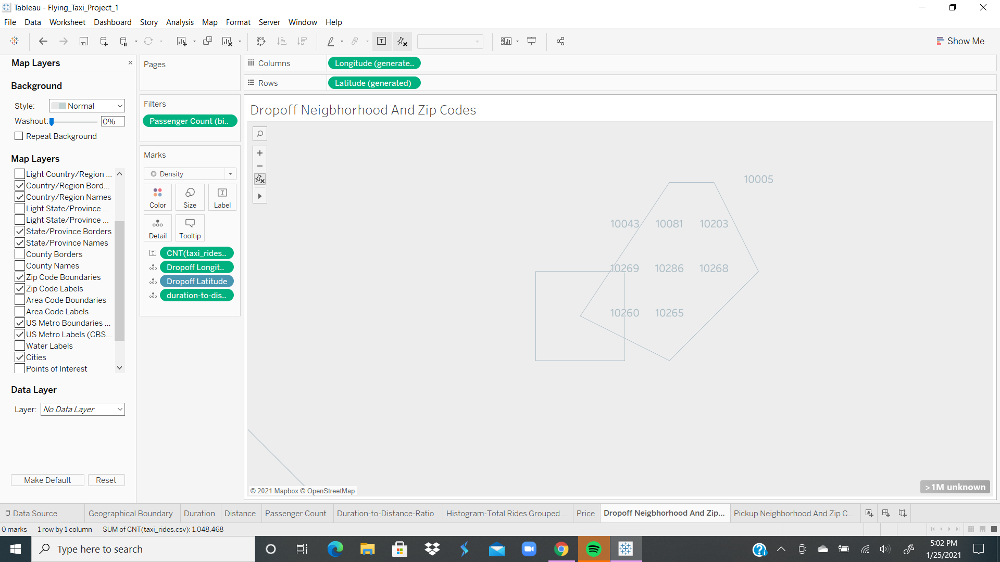 Tableau - Flying_Taxi_Project_1
File Data Worksheet Dashboard Story Analysis Map Format Server Window Help
Show Me
Map Layers
Background
Style: Normal
Washout: 0%
Repeat Background
Map Layers
Light Country/Region ...
Country/Region Bord...
Country/Region Names
Light State/Province ...
Light State/Province ...
State/Province Borders
State/Province Names
County Borders
County Names
Zip Code Boundaries
Zip Code Labels
Area Code Boundaries
Area Code Labels
US Metro Boundaries ...
US Metro Labels (CBS...
Water Labels
Cities
Points of Interest
Data Layer
Layer: No Data Layer
Make Default Reset
Pages
Filters
Passenger Count (bi..
Marks
Density
Color Size Label
Detail Tooltip
CNT(taxi_rides..
Dropoff Longit..
Dropoff Latitude
duration-to-dis..
Columns Longitude (generate..
Rows Latitude (generated)
Dropoff Neigbhorhood And Zip Codes
10005
10043 10081 10203
10269 10286 10268
10260 10265
© 2021 Mapbox © OpenStreetMap
>1M unknown
Data Source Geographical Boundary Duration Distance Passenger Count Duration-to-Distance-Ratio Histogram-Total Rides Grouped ... Price Dropoff Neigbhorhood And Zip... Pickup Neighborhood And Zip C...
0 marks 1 row by 1 column SUM of CNT(taxi_rides.csv): 1,048,468
Type here to search
5:02 PM
1/25/2021